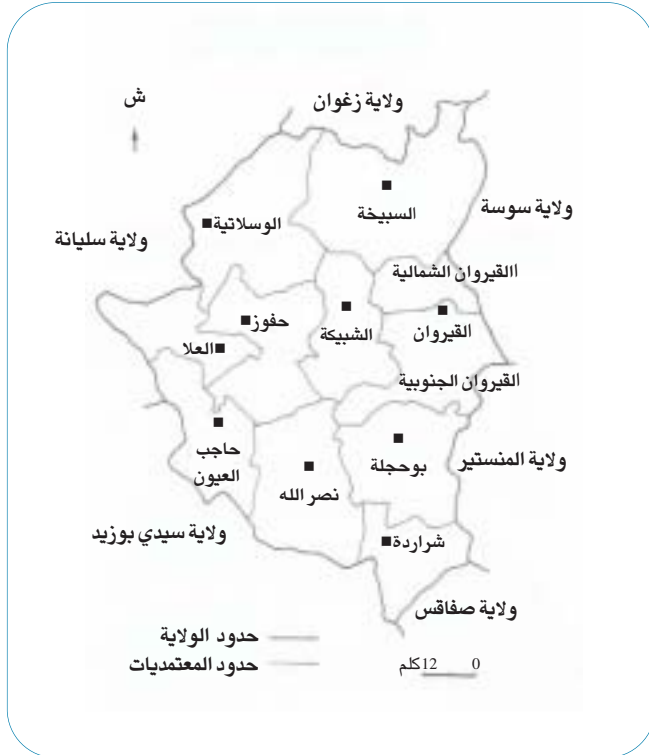 ولاية زغوان
ش
السبيخة
ولاية سوسة
الوسلاتية
ولاية سليانة
االقيروان الشمالية
حفوز
الشبيكة
القيروان
العلا
القيروان الجنوبية
حاجب
العيون
بوحجلة
ولاية المنستير
نصر الله
ولاية سيدي بوزيد
شراردة
ولاية صفاقس
حدود الولاية
حدود المعتمديات
0 12كلم